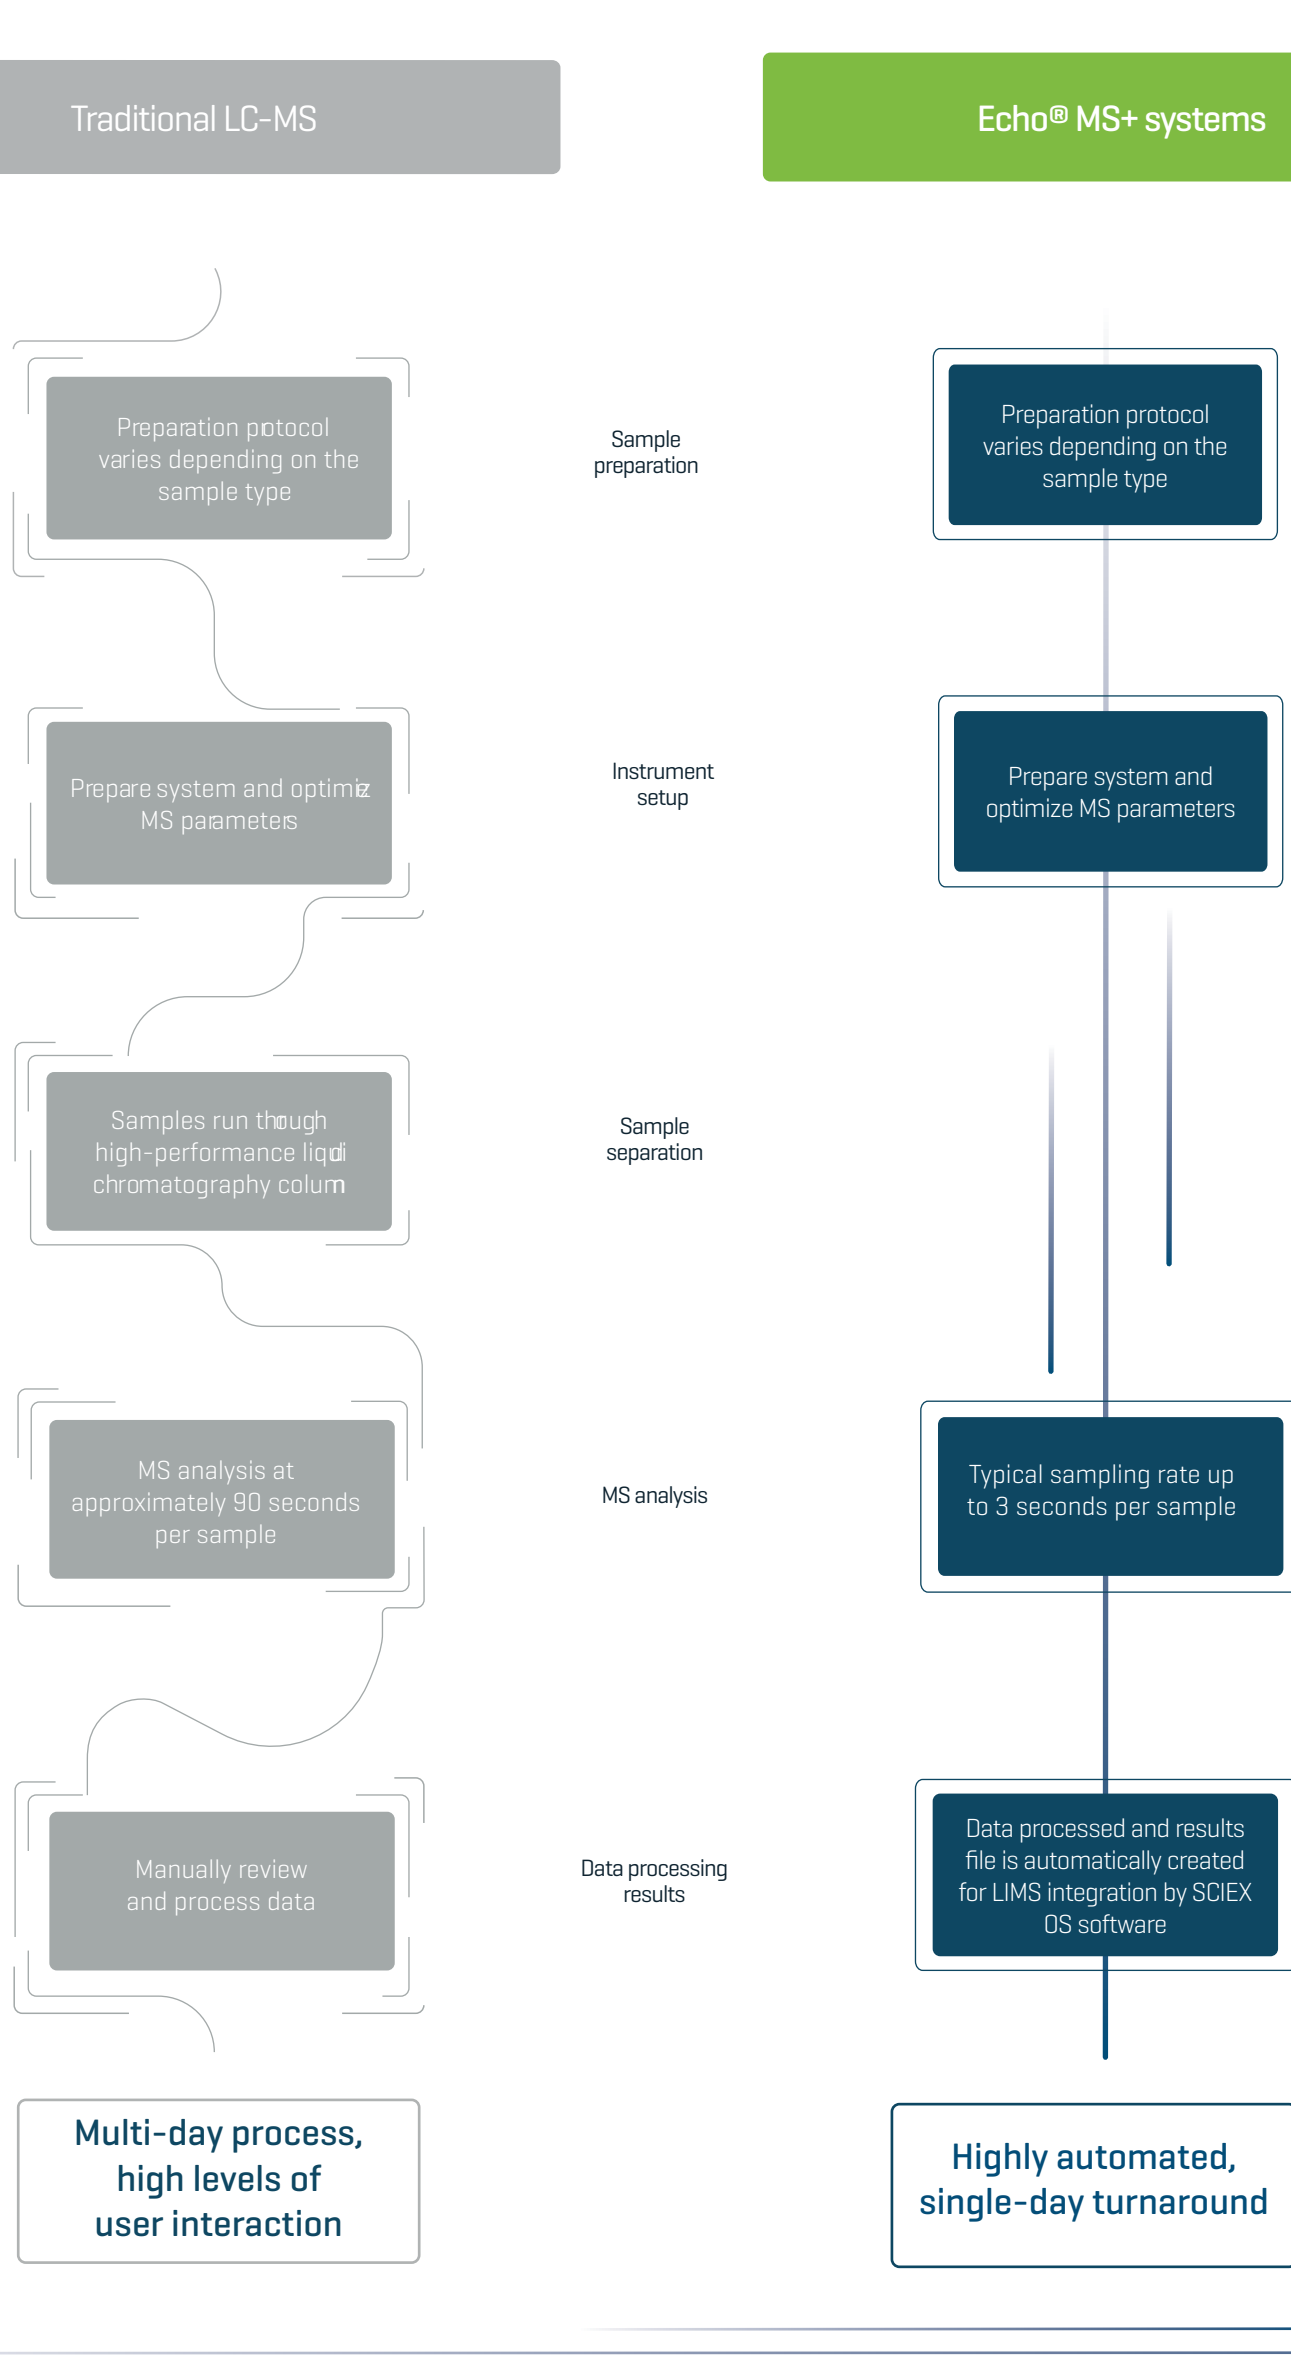 Traditional LC-MS
Echo® MS+ systems
Preparation protocol
varies depending on the
sample type
Sample
preparation
Preparation protocol
varies depending on the
sample type
Prepare system and optimize
MS parameters
Instrument
setup
Prepare system and
optimize MS parameters
Samples run through
high-performance liquid
chromatography column
Sample
separation
MS analysis at
approximately 90 seconds
per sample
MS analysis
Typical sampling rate up
to 3 seconds per sample
Manually review
and process data
Data processing
results
Data processed and results
file is automatically created
for LIMS integration by SCIEX
OS software
Multi-day process,
high levels of
user interaction
Highly automated,
single-day turnaround